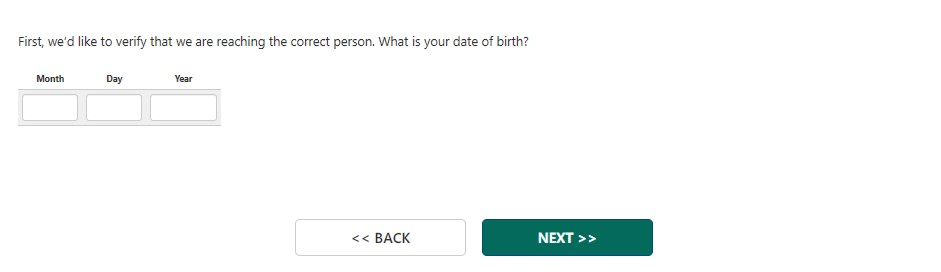 First, we'd like to verify that we are reaching the correct person. What is your date of birth?
Month Day Year
<< BACK NEXT >>